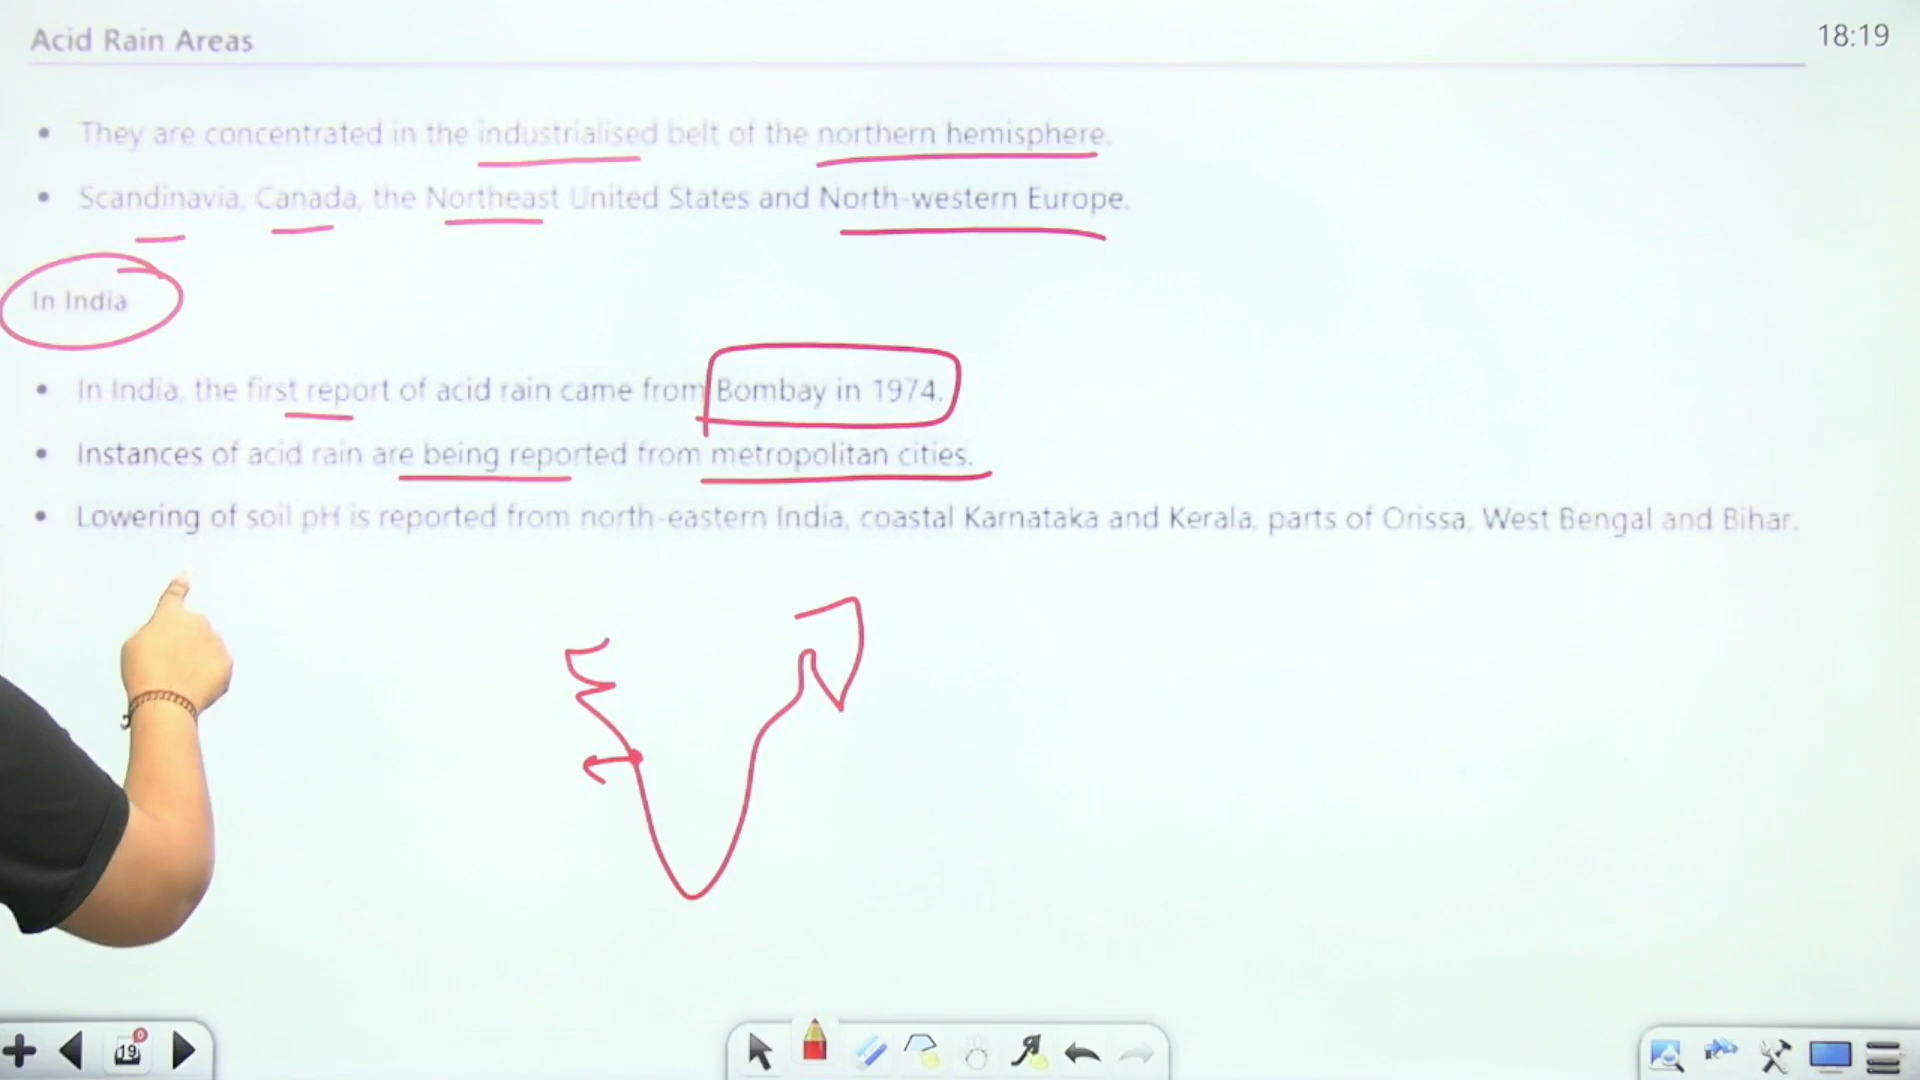 Acid Rain Areas
18:19
• They are concentrated in the industrialised belt of the northern hemisphere.
• Scandinavia, Canada, the Northeast United States and North-western Europe.
In India
• In India, the first report of acid rain came from Bombay in 1974.
• Instances of acid rain are being reported from metropolitan cities.
• Lowering of soil pH is reported from north-eastern India, coastal Karnataka and Kerala, parts of Orissa, West Bengal and Bihar.
19
0